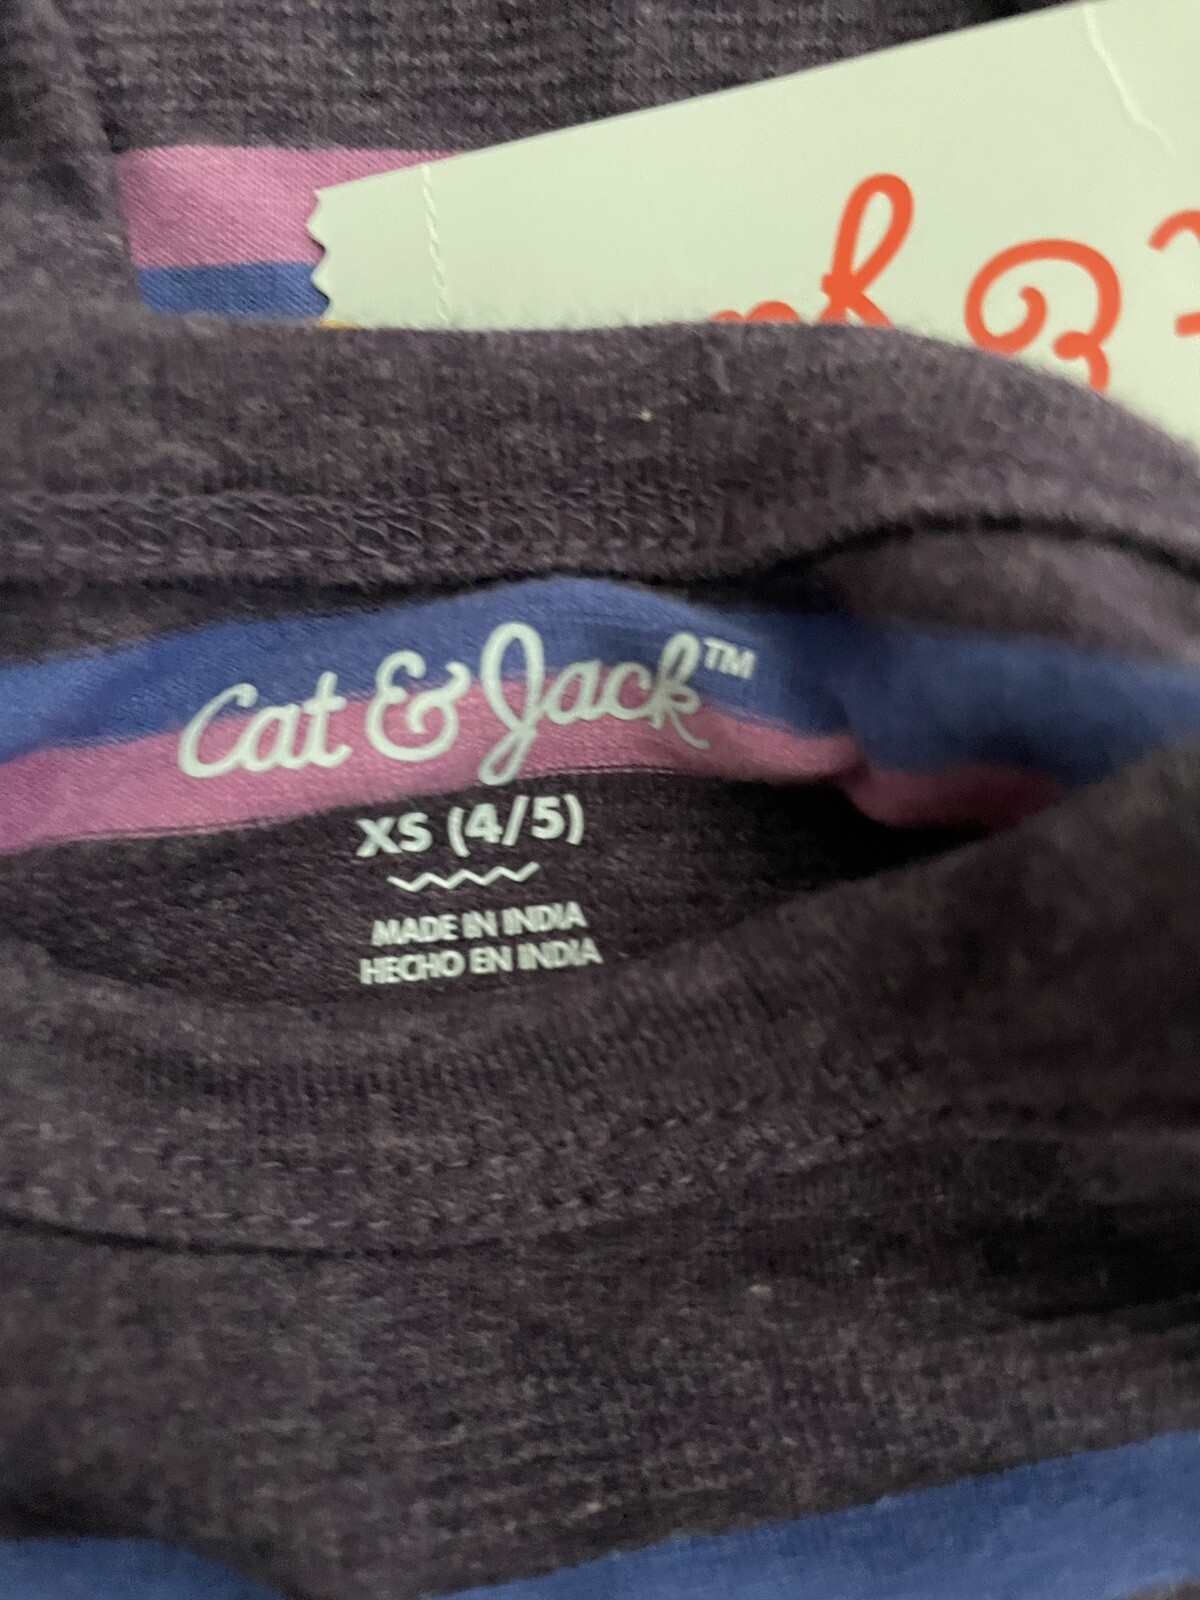 Cat & Jack™
XS (4/5)
MADE IN INDIA
HECHO EN INDIA